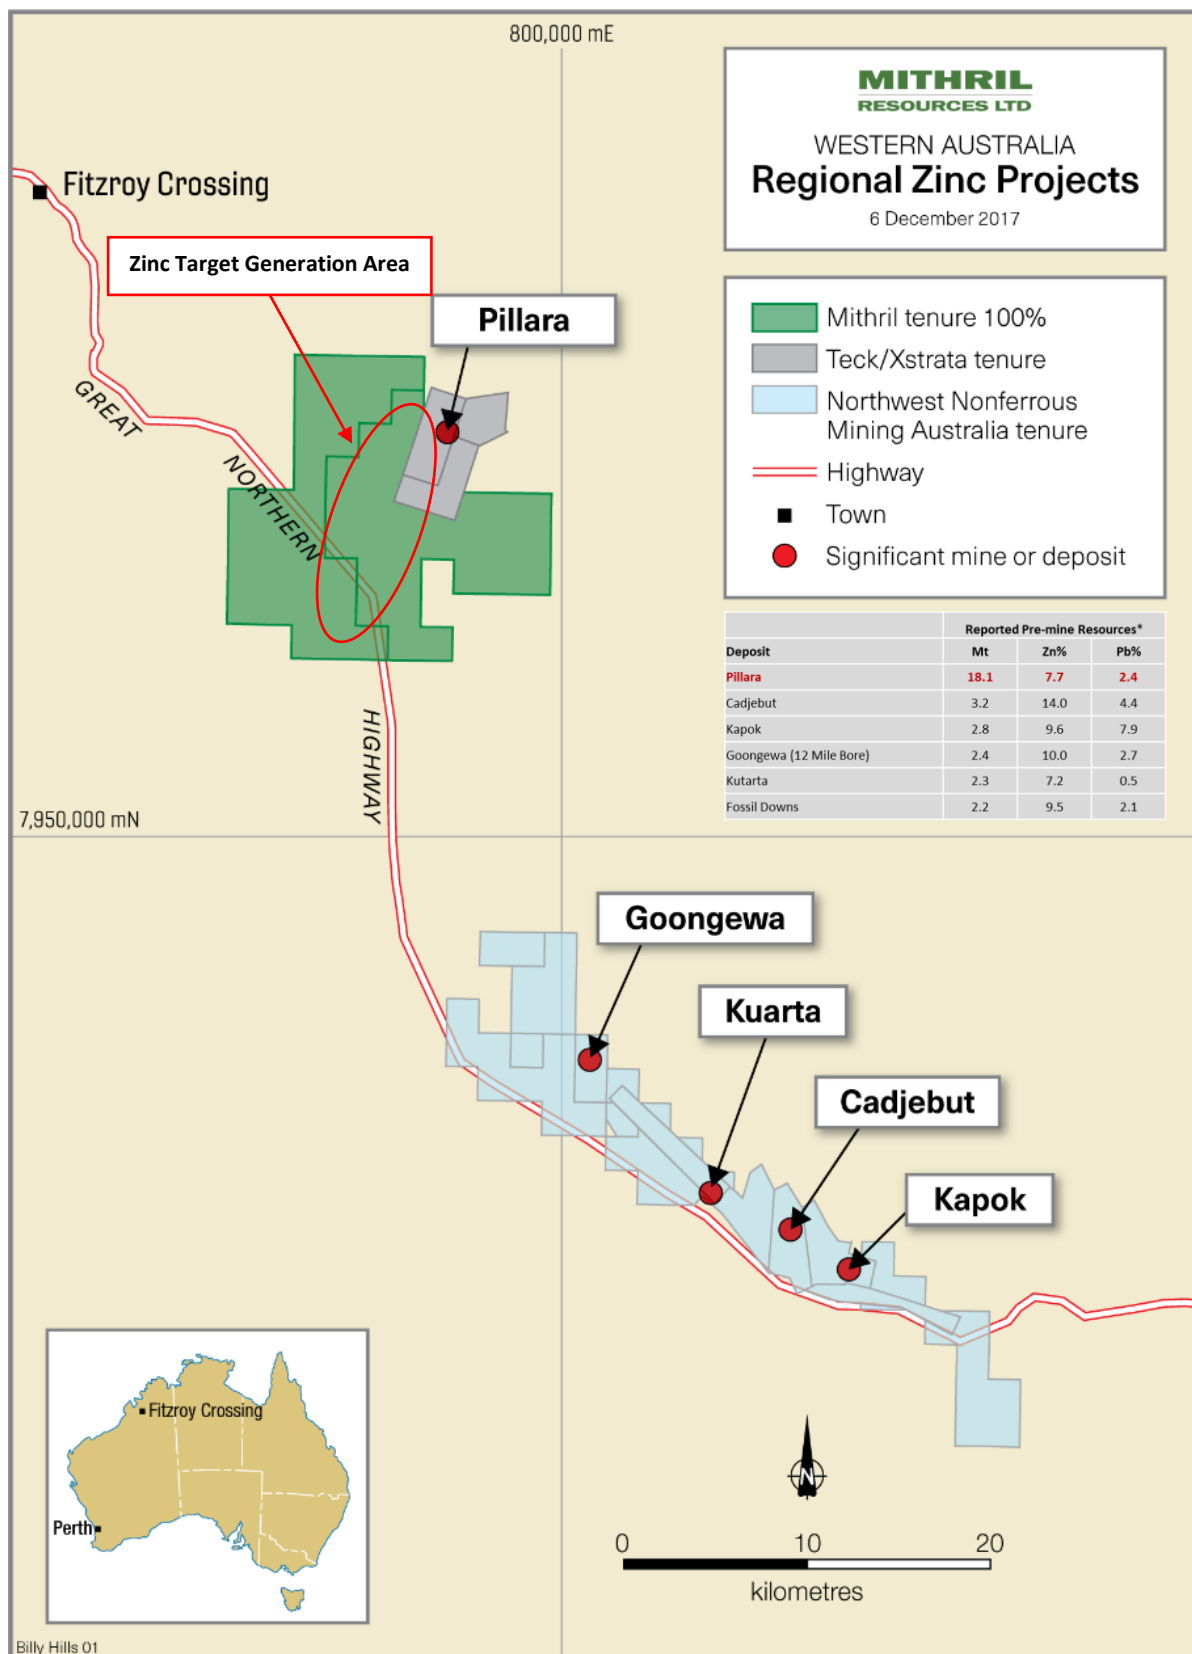 800,000 mE
MITHRIL
RESOURCES LTD
WESTERN AUSTRALIA
Regional Zinc Projects
6 December 2017
Fitzroy Crossing
Zinc Target Generation Area
Pillara
GREAT
NORTHERN
HIGHWAY
Mithril tenure 100%
Teck/Xstrata tenure
Northwest Nonferrous
Mining Australia tenure
Highway
Town
Significant mine or deposit
Reported Pre-mine Resources*
Deposit Mt Zn% Pb%
Pillara 18.1 7.7 2.4
Cadjebut 3.2 14.0 4.4
Kapok 2.8 9.6 7.9
Goongewa (12 Mile Bore) 2.4 10.0 2.7
Kutarta 2.3 7.2 0.5
Fossil Downs 2.2 9.5 2.1
7,950,000 mN
Goongewa
Kuarta
Cadjebut
Kapok
Fitzroy Crossing
Perth
N
0 10 20
kilometres
Billy Hills 01